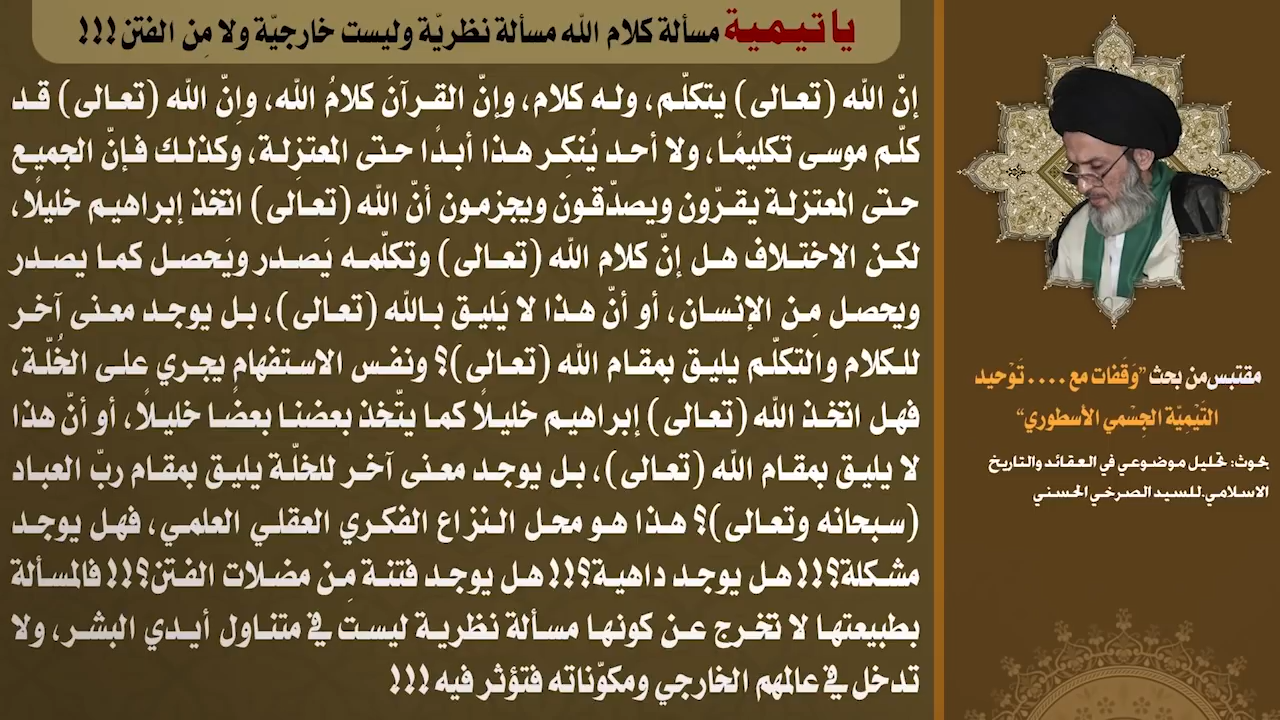 يا تيمية مسألة كلام الله مسألة نظريّة وليست خارجيّة ولا مِن الفتن !!!
إنّ الله (تعالى) يتكلّم، وله كلام، وإنّ القرآنَ كلامُ الله، وإنّ الله (تعالى) قد
كلّم موسى تكليمًا، ولا أحد يُنكِر هذا أبدًا حتى المعتزلة، وكذلك فإنّ الجميع
حتى المعتزلة يقرّون ويصدّقون ويجزمون أنّ الله (تعالى) اتخذ إبراهيم خليلًا،
لكن الاختلاف هل إنّ كلام الله (تعالى) وتكلّمه يَصدر ويَحصل كما يصدر
ويحصل مِن الإنسان، أو أنّ هذا لا يَليق بالله (تعالى)، بل يوجد معنى آخر
للكلام والتكلّم يليق بمقام الله (تعالى)؟ ونفس الاستفهام يجري على الخُلّة،
فهل اتخذ الله (تعالى) إبراهيم خليلًا كما يتّخذ بعضنا بعضًا خليلًا، أو أنّ هذا
لا يليق بمقام الله (تعالى)، بل يوجد معنى آخر للخلّة يليق بمقام ربّ العباد
(سبحانه وتعالى)؟ هذا هو محل النزاع الفكري العقلي العلمي، فهل يوجد
مشكلة؟!! هل يوجد داهية؟!! هل يوجد فتنة مِن مضلات الفتن؟!! فالمسألة
بطبيعتها لا تخرج عن كونها مسألة نظرية ليست في متناول أيدي البشر، ولا
تدخل في عالمهم الخارجي ومكوّناته فتؤثر فيه !!!
مقتبس من بحث "وَقَفات مع .... تَوْحيد
التَّيْمِيّة الجِسْمي الأسطوري"
بحوث: تحليل موضوعي في العقائد والتاريخ
الاسلامي.للسيد الصرخي الحسني